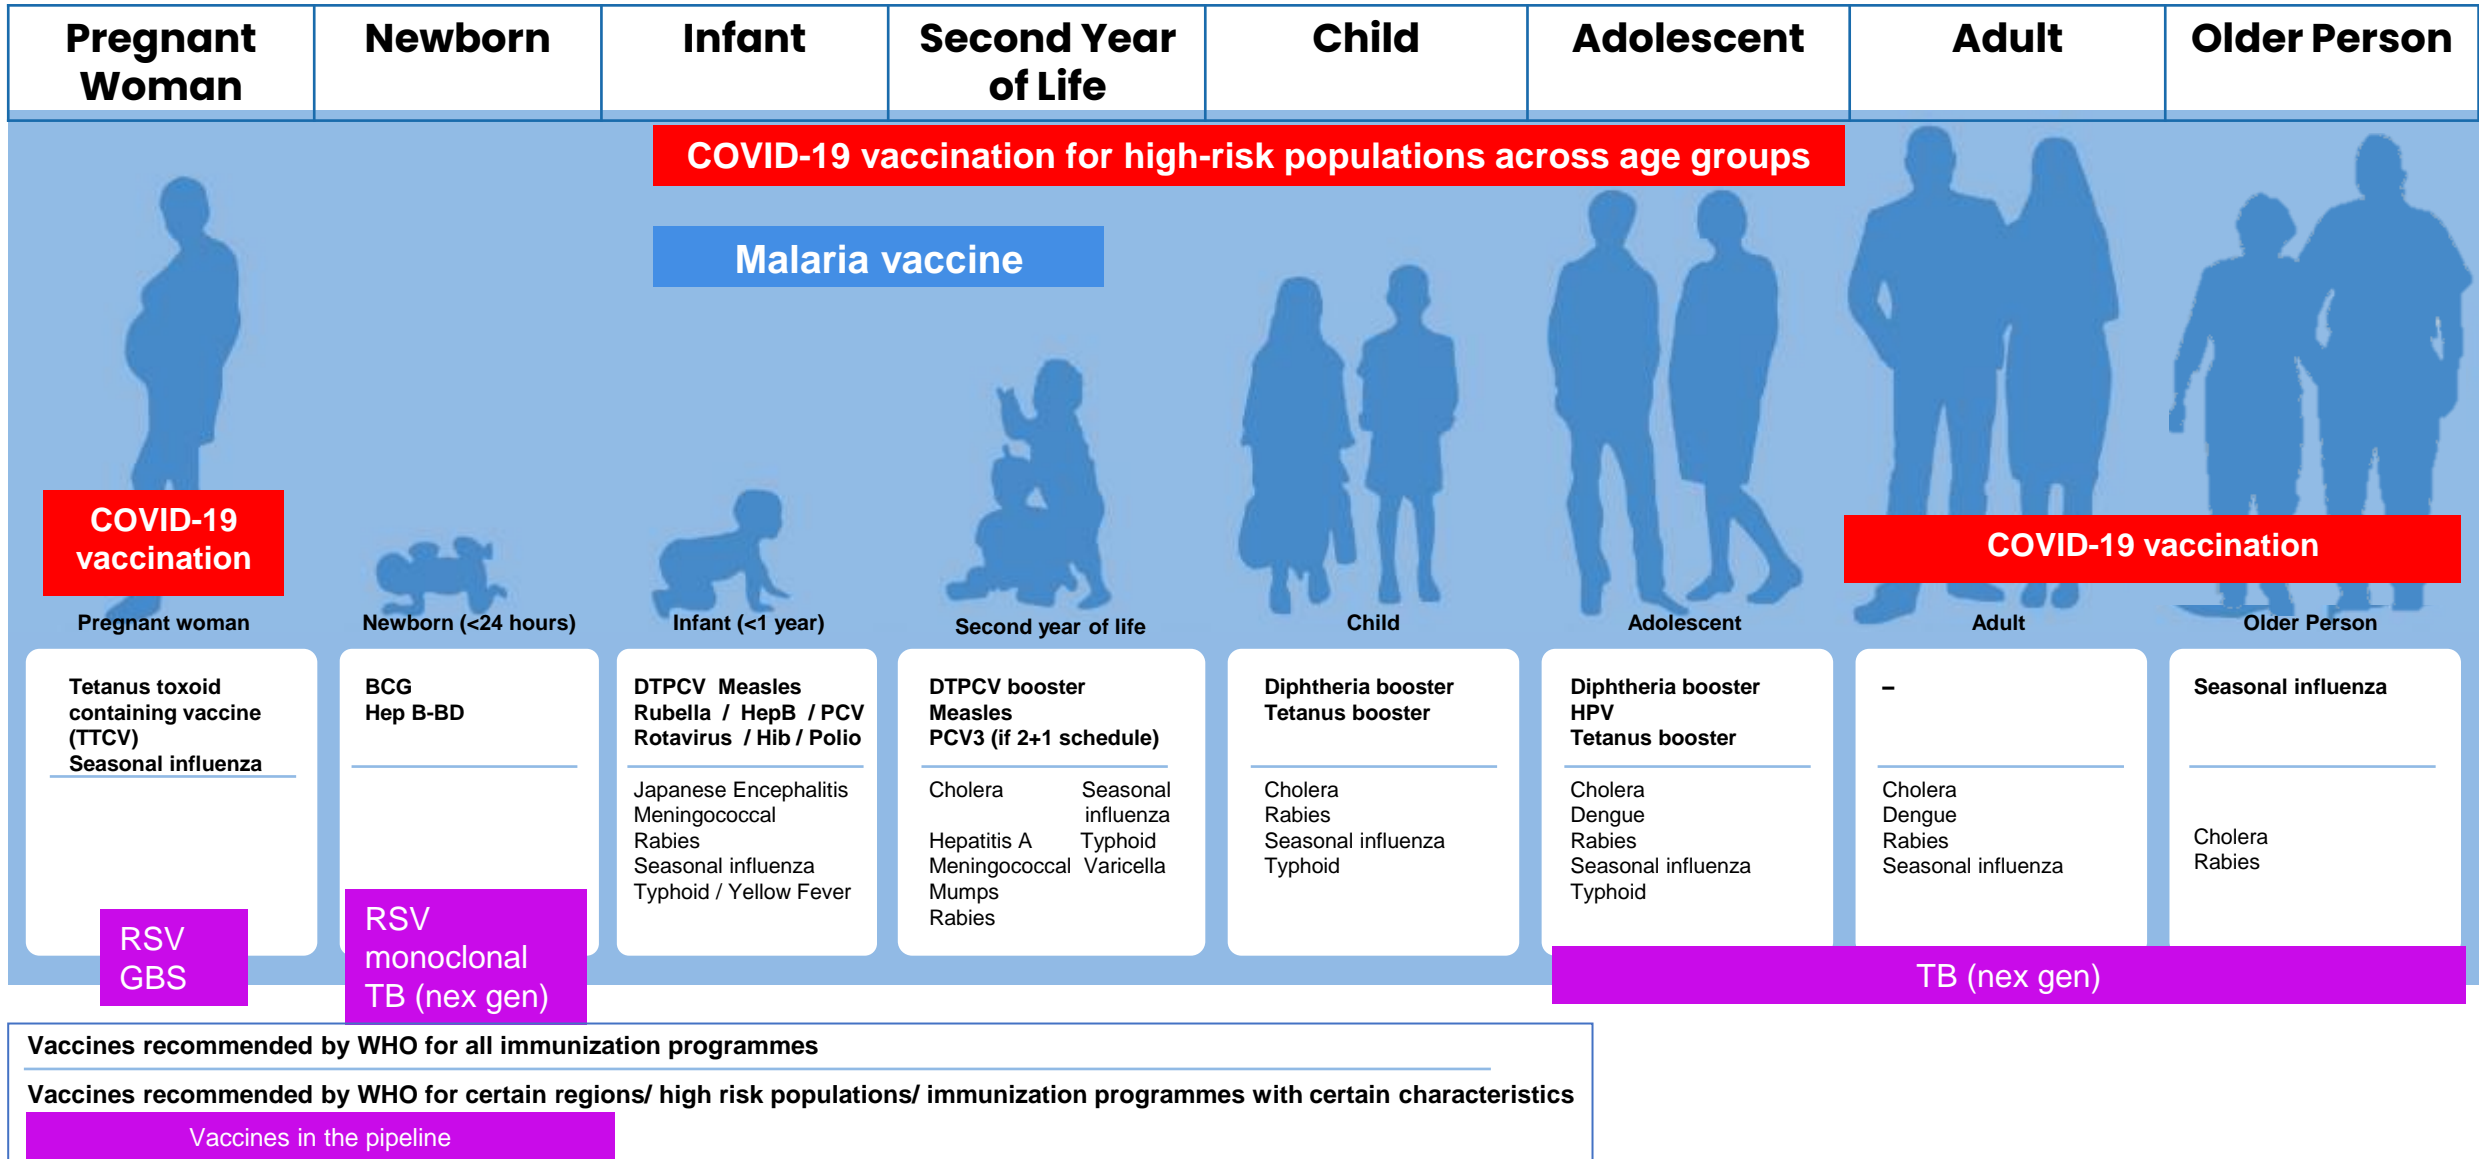 Pregnant
Woman
Newborn
Infant
Second Year
of Life
Child
Adolescent
Adult
Older Person
COVID-19 vaccination for high-risk populations across age groups
Malaria vaccine
COVID-19
vaccination
COVID-19 vaccination
Pregnant woman
Newborn (<24 hours)
Infant (<1 year)
Second year of life
Child
Adolescent
Adult
Older Person
Tetanus toxoid
containing vaccine
(TTCV)
Seasonal influenza
RSV
GBS
BCG
Hep B-BD
RSV
monoclonal
TB (nex gen)
DTPCV Measles
Rubella / HepB / PCV
Rotavirus / Hib / Polio
Japanese Encephalitis
Meningococcal
Rabies
Seasonal influenza
Typhoid / Yellow Fever
DTPCV booster
Measles
PCV3 (if 2+1 schedule)
Cholera Seasonal
influenza
Hepatitis A Typhoid
Meningococcal Varicella
Mumps
Rabies
Diphtheria booster
Tetanus booster
Cholera
Rabies
Seasonal influenza
Typhoid
Diphtheria booster
HPV
Tetanus booster
Cholera
Dengue
Rabies
Seasonal influenza
Typhoid
–
Cholera
Dengue
Rabies
Seasonal influenza
Seasonal influenza
Cholera
Rabies
TB (nex gen)
Vaccines recommended by WHO for all immunization programmes
Vaccines recommended by WHO for certain regions/ high risk populations/ immunization programmes with certain characteristics
Vaccines in the pipeline